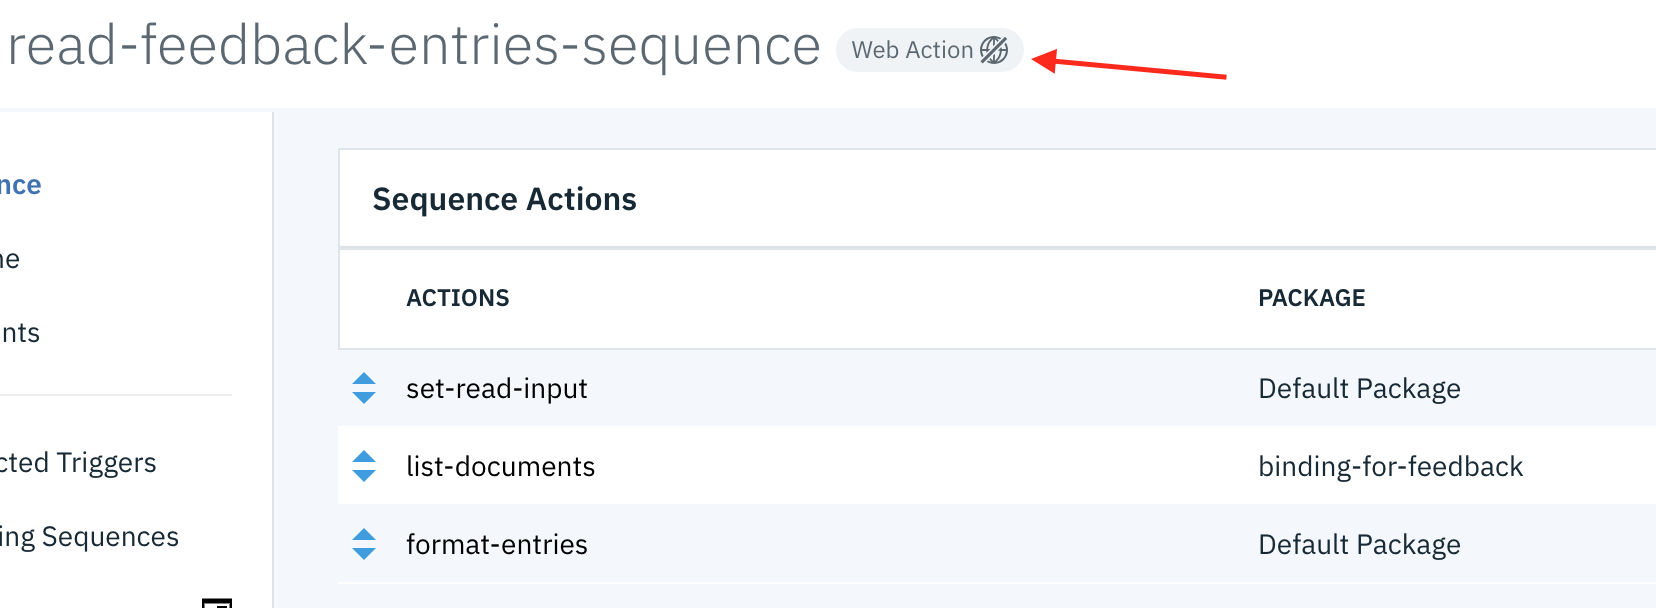 read-feedback-entries-sequence Web Action
nce
ne
nts
cted Triggers
ing Sequences
Sequence Actions
ACTIONS PACKAGE
set-read-input Default Package
list-documents binding-for-feedback
format-entries Default Package